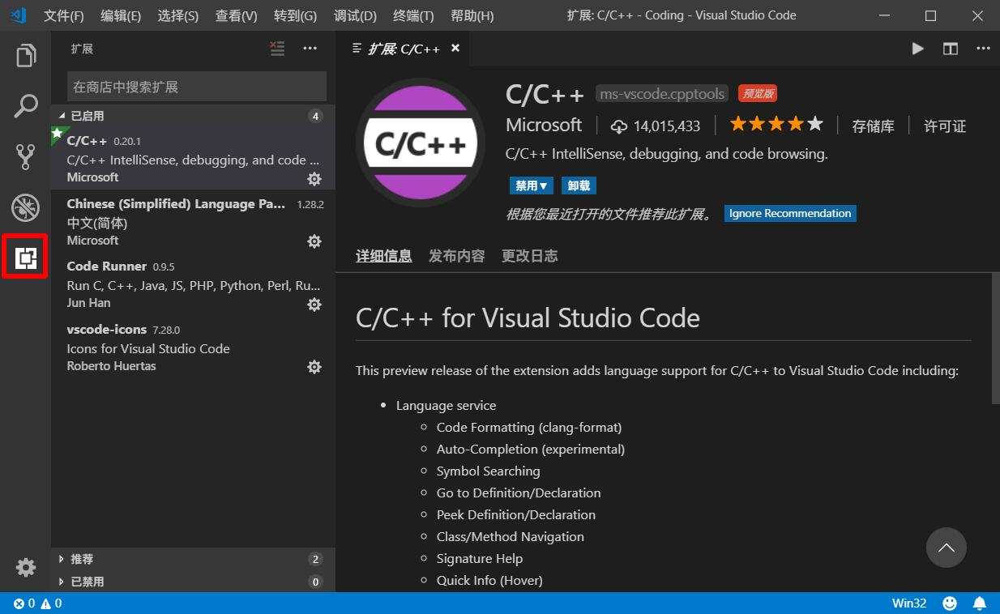 文件(F) 编辑(E) 选择(S) 查看(V) 转到(G) 调试(D) 终端(T) 帮助(H) 扩展: C/C++ - Coding - Visual Studio Code
扩展
在商店中搜索扩展
已启用 4
C/C++ 0.20.1
C/C++ IntelliSense, debugging, and code ...
Microsoft
Chinese (Simplified) Language Pa... 1.28.2
中文(简体)
Microsoft
Code Runner 0.9.5
Run C, C++, Java, JS, PHP, Python, Perl, Ru...
Jun Han
vscode-icons 7.28.0
Icons for Visual Studio Code
Roberto Huertas
推荐 2
已禁用 0
扩展: C/C++
C/C++
C/C++ ms-vscode.cpptools 预览版
Microsoft 14,015,433 存储库 许可证
C/C++ IntelliSense, debugging, and code browsing.
禁用▼ 卸载
根据您最近打开的文件推荐此扩展。 Ignore Recommendation
详细信息 发布内容 更改日志
C/C++ for Visual Studio Code
This preview release of the extension adds language support for C/C++ to Visual Studio Code including:
Language service
Code Formatting (clang-format)
Auto-Completion (experimental)
Symbol Searching
Go to Definition/Declaration
Peek Definition/Declaration
Class/Method Navigation
Signature Help
Quick Info (Hover)
0 0 Win32